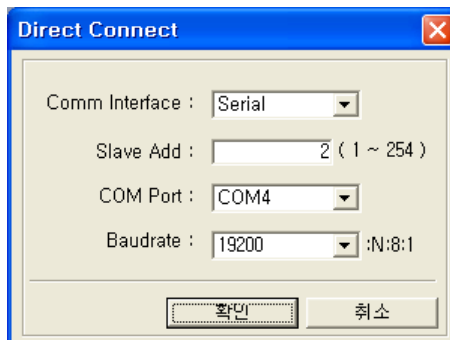 Direct Connect
Comm Interface : Serial
Slave Add : 2 ( 1 ~ 254 )
COM Port : COM4
Baudrate : 19200 :N:8:1
확인 취소